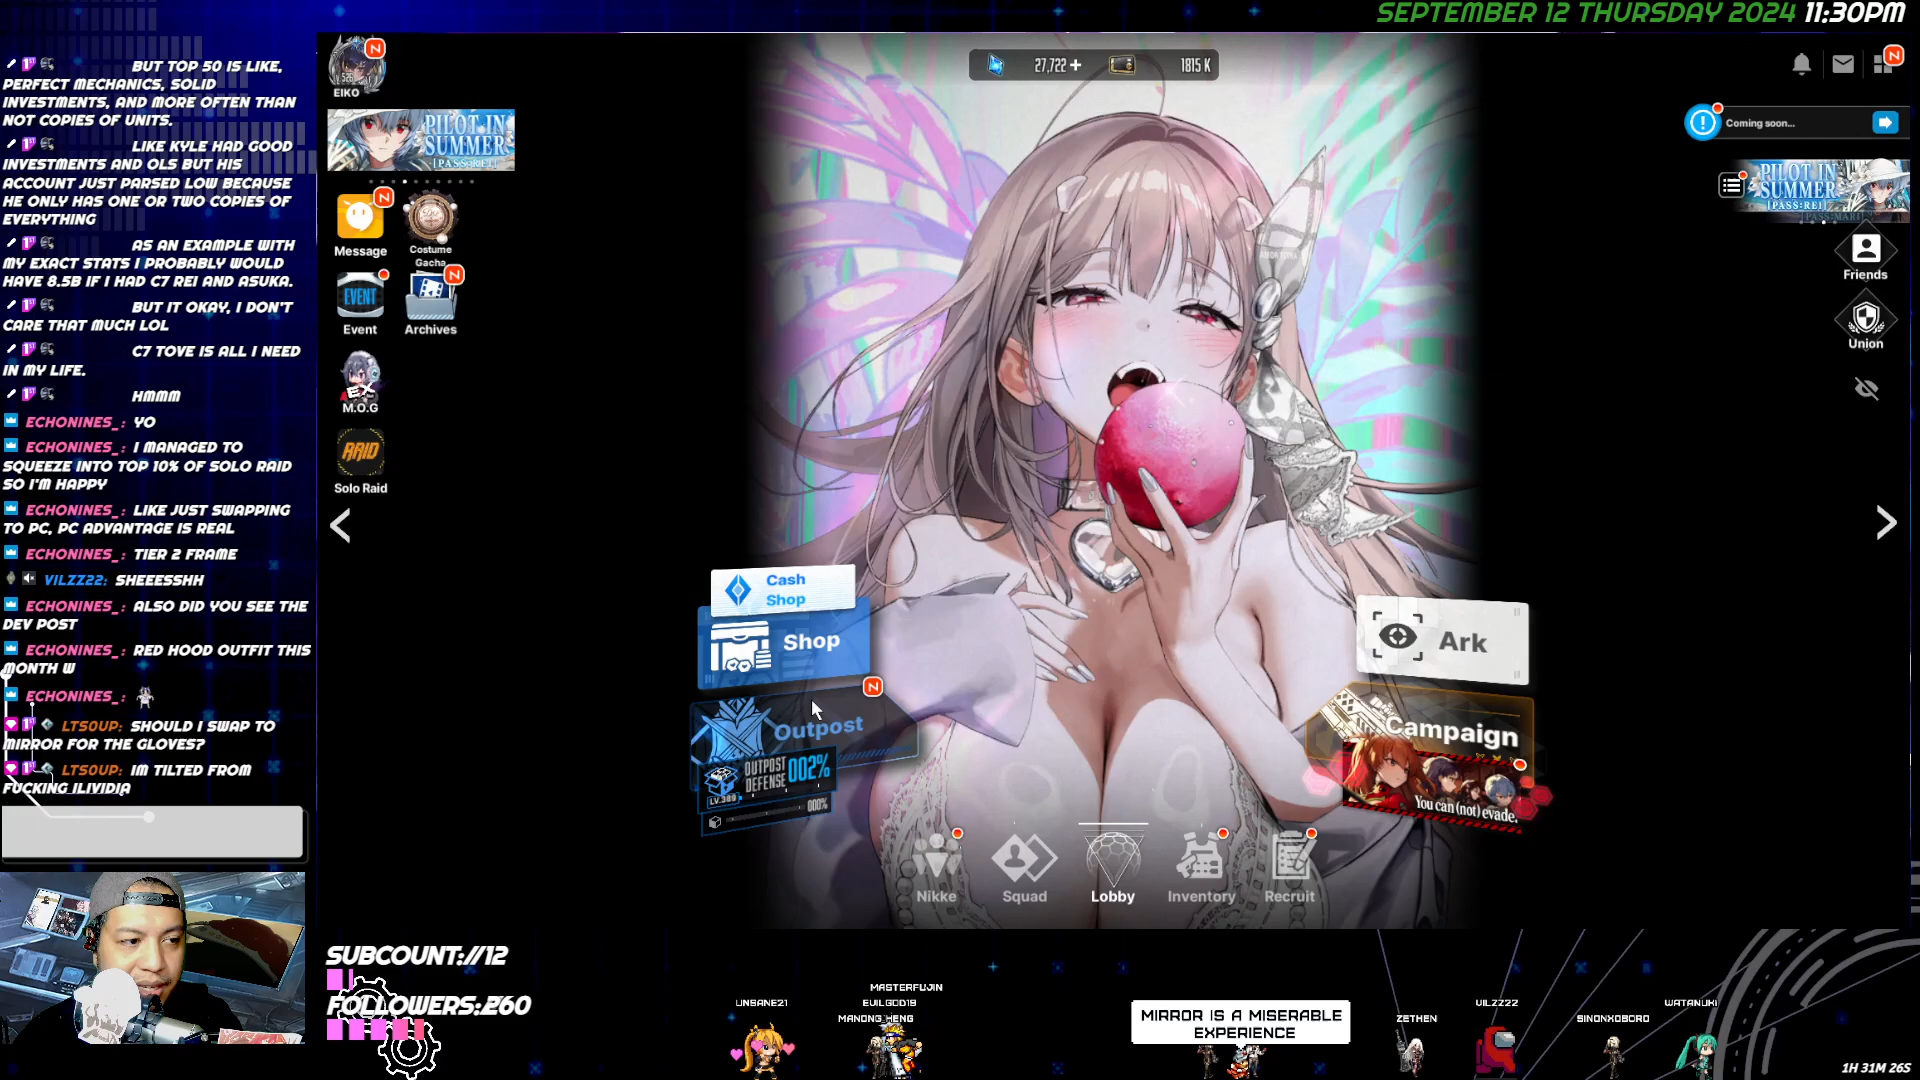 SEPTEMBER 12 THURSDAY 2024 11:30PM
BUT TOP 50 IS LIKE,
PERFECT MECHANICS, SOLID
INVESTMENTS, AND MORE OFTEN THAN
NOT COPIES OF UNITS.
LIKE KYLE HAD GOOD
INVESTMENTS AND OLS BUT HIS
ACCOUNT JUST PARSED LOW BECAUSE
HE ONLY HAS ONE OR TWO COPIES OF
EVERYTHING
AS AN EXAMPLE WITH
MY EXACT STATS I PROBABLY WOULD
HAVE 8.5B IF I HAD C7 REI AND ASUKA.
BUT IT OKAY, I DON'T
CARE THAT MUCH LOL
C7 TOVE IS ALL I NEED
IN MY LIFE.
HMMM
ECHONINES_: YO
ECHONINES_: I MANAGED TO
SQUEEZE INTO TOP 10% OF SOLO RAID
SO I'M HAPPY
ECHONINES_: LIKE JUST SWAPPING
TO PC, PC ADVANTAGE IS REAL
ECHONINES_: TIER 2 FRAME
VILZZ22: SHEEESSHH
ECHONINES_: ALSO DID YOU SEE THE
DEV POST
ECHONINES_: RED HOOD OUTFIT THIS
MONTH W
ECHONINES_:
LTS0UP: SHOULD I SWAP TO
MIRROR FOR THE GLOVES?
LTS0UP: IM TILTED FROM
FUCKING ILIVIDIA
EIKO
PILOT IN
SUMMER
[PASS:REI]
Message
Costume
Gacha
EVENT
Event
Archives
EX
M.O.G
RAID
Solo Raid
27,722 +
1815 K
Coming soon...
PILOT IN
SUMMER
[PASS:REI]
Friends
Union
Cash
Shop
Shop
Outpost
OUTPOST
DEFENSE 002%
LV.389
000%
Ark
Campaign
You can (not) evade.
Nikke
Squad
Lobby
Inventory
Recruit
SUBCOUNT://12
FOLLOWERS:260
UNSANE21
MASTERFUJIN
EVILGOD19
MANONG_HENG
MIRROR IS A MISERABLE
EXPERIENCE
ZETHEN
VILZZ22
SINONXOBORO
WATANUKI
1H 31M 26S